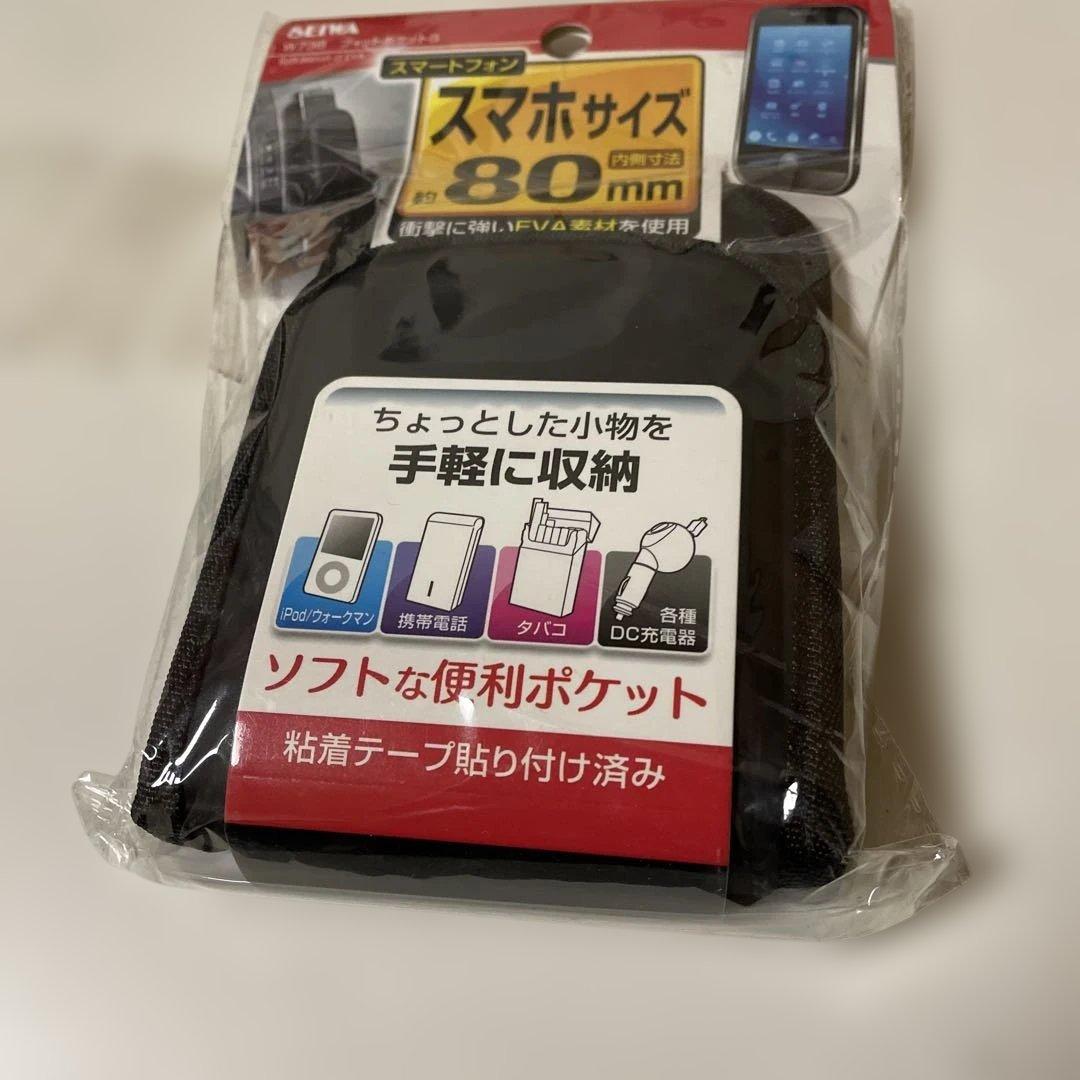 SEIWA
スマートフォン
スマホサイズ
約80mm
内側寸法
衝撃に強いEVA素材を使用
ちょっとした小物を
手軽に収納
iPod/ウォークマン
携帯電話
タバコ
各種
DC充電器
ソフトな便利ポケット
粘着テープ貼り付け済み